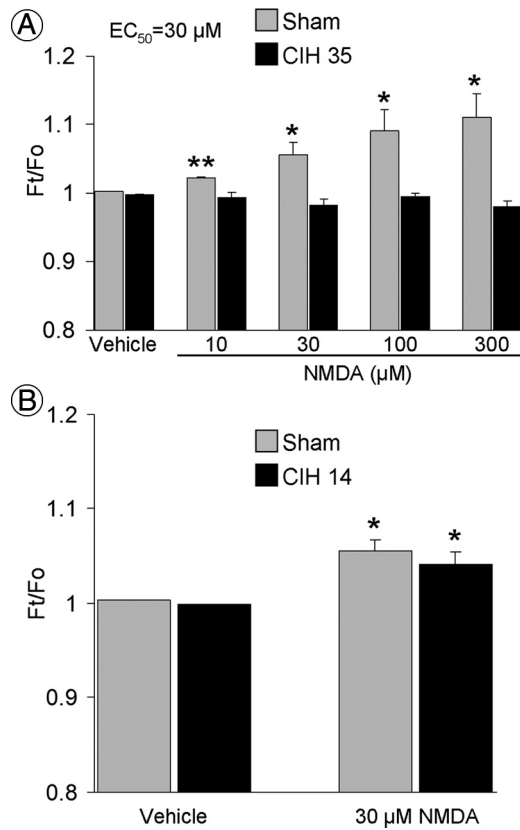 A
EC₅₀=30 µM
Sham
CIH 35
1.2
1.1
1
0.9
0.8
Ft/Fo
**
*
*
*
Vehicle
10
30
100
300
NMDA (µM)
B
Sham
CIH 14
1.2
1.1
1
0.9
0.8
Ft/Fo
*
*
Vehicle
30 µM NMDA